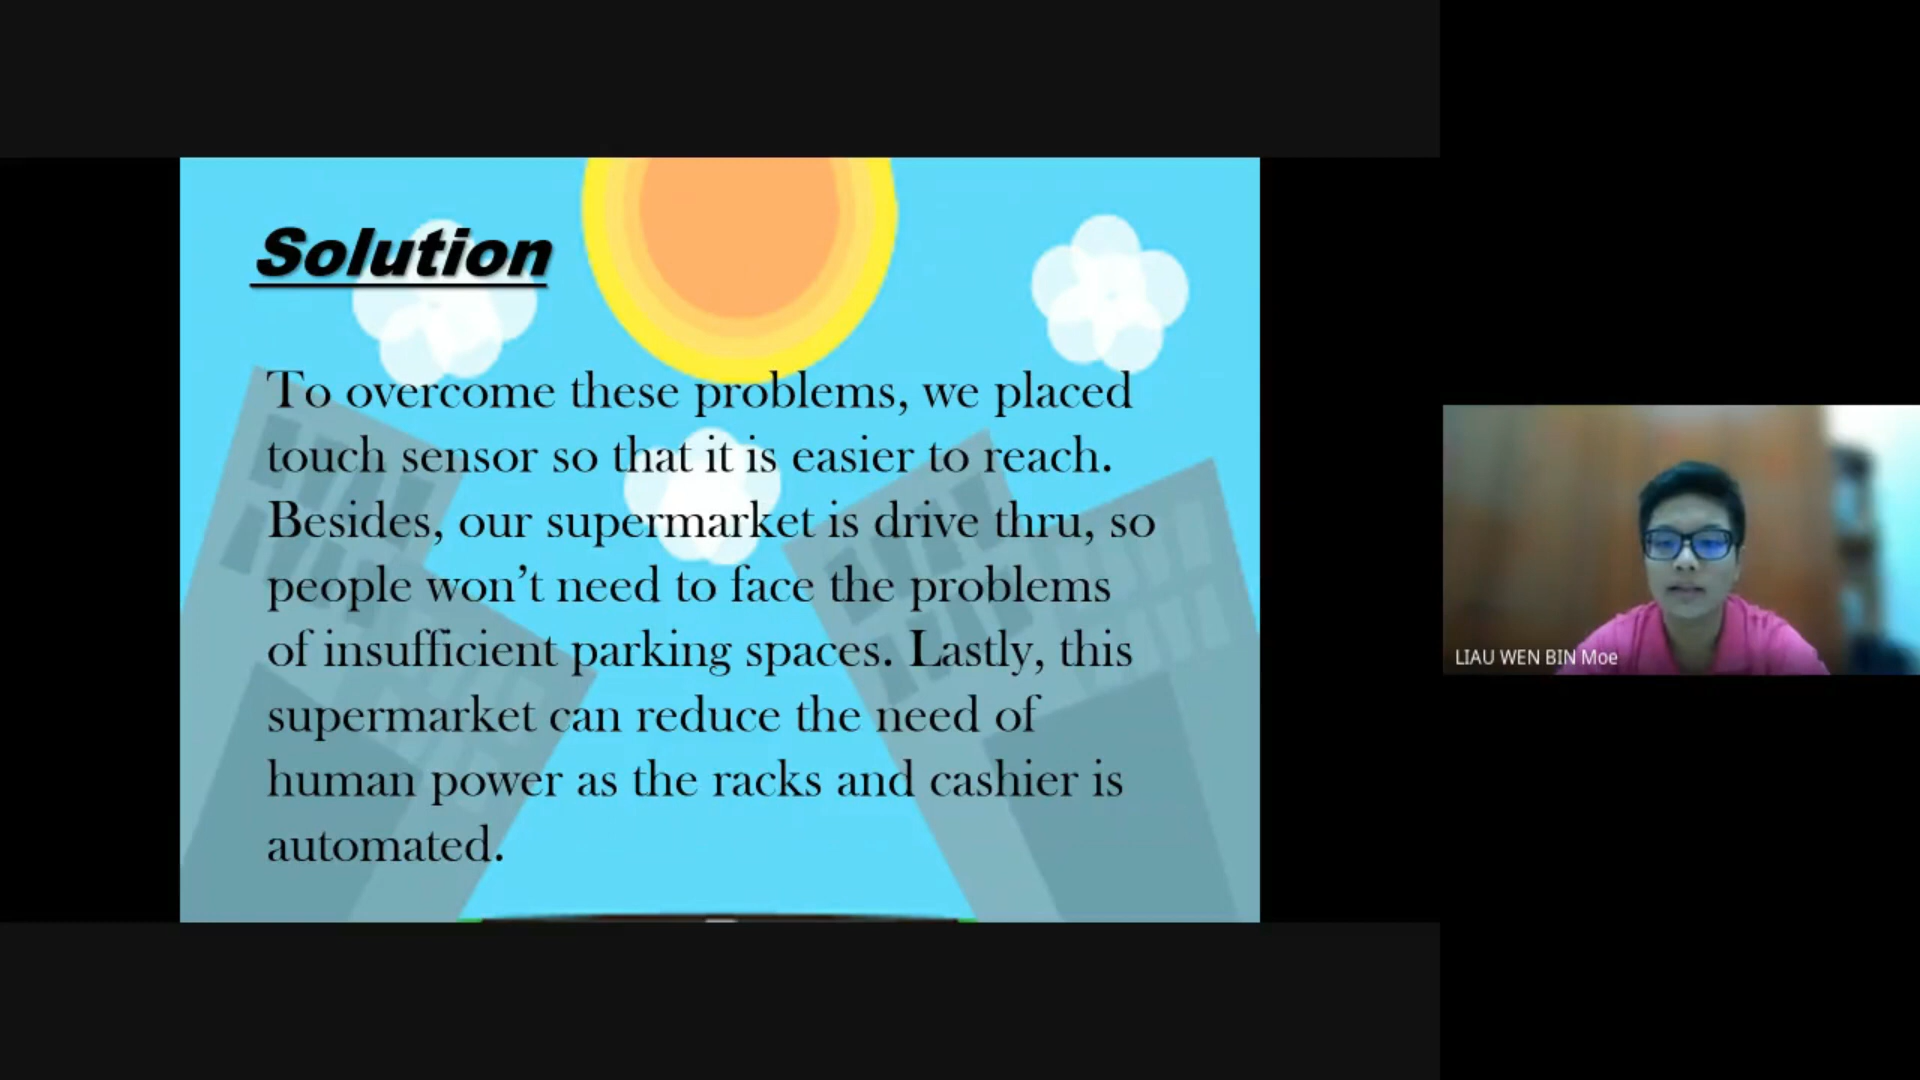 Solution
To overcome these problems, we placed
touch sensor so that it is easier to reach.
Besides, our supermarket is drive thru, so
people won’t need to face the problems
of insufficient parking spaces. Lastly, this
supermarket can reduce the need of
human power as the racks and cashier is
automated.
LIAU WEN BIN Moe